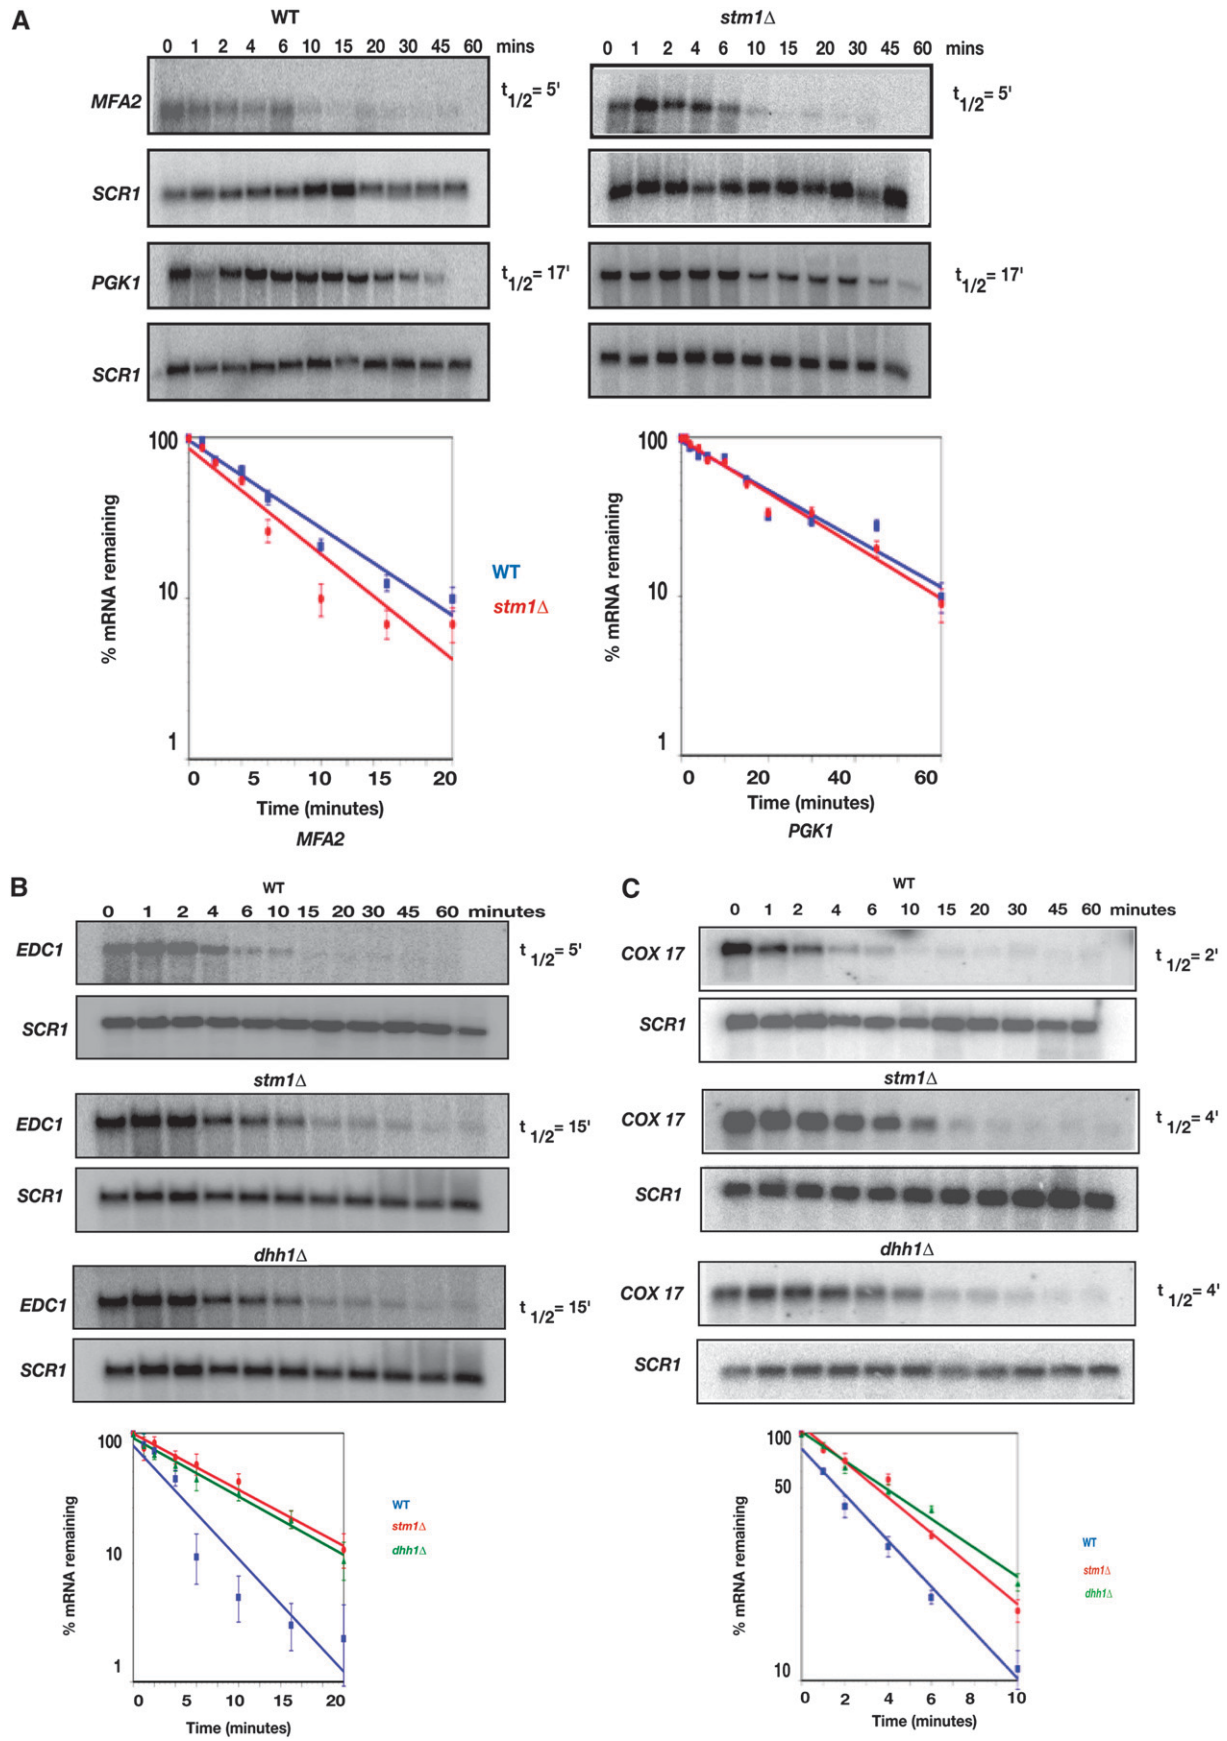 A
WT
0 1 2 4 6 10 15 20 30 45 60 mins
MFA2
t1/2= 5'
SCR1
PGK1
t1/2= 17'
SCR1
stm1Δ
0 1 2 4 6 10 15 20 30 45 60 mins
t1/2= 5'
t1/2= 17'
100
10
1
% mRNA remaining
0 5 10 15 20
Time (minutes)
MFA2
WT
stm1Δ
100
10
1
% mRNA remaining
0 20 40 60
Time (minutes)
PGK1
B
WT
0 1 2 4 6 10 15 20 30 45 60 minutes
EDC1
t 1/2= 5'
SCR1
stm1Δ
EDC1
t 1/2= 15'
SCR1
dhh1Δ
EDC1
t 1/2= 15'
SCR1
100
10
1
% mRNA remaining
0 5 10 15 20
Time (minutes)
WT
stm1Δ
dhh1Δ
C
WT
0 1 2 4 6 10 15 20 30 45 60 minutes
COX 17
t 1/2= 2'
SCR1
stm1Δ
COX 17
t 1/2= 4'
SCR1
dhh1Δ
COX 17
t 1/2= 4'
SCR1
100
50
10
% mRNA remaining
0 2 4 6 8 10
Time (minutes)
WT
stm1Δ
dhh1Δ